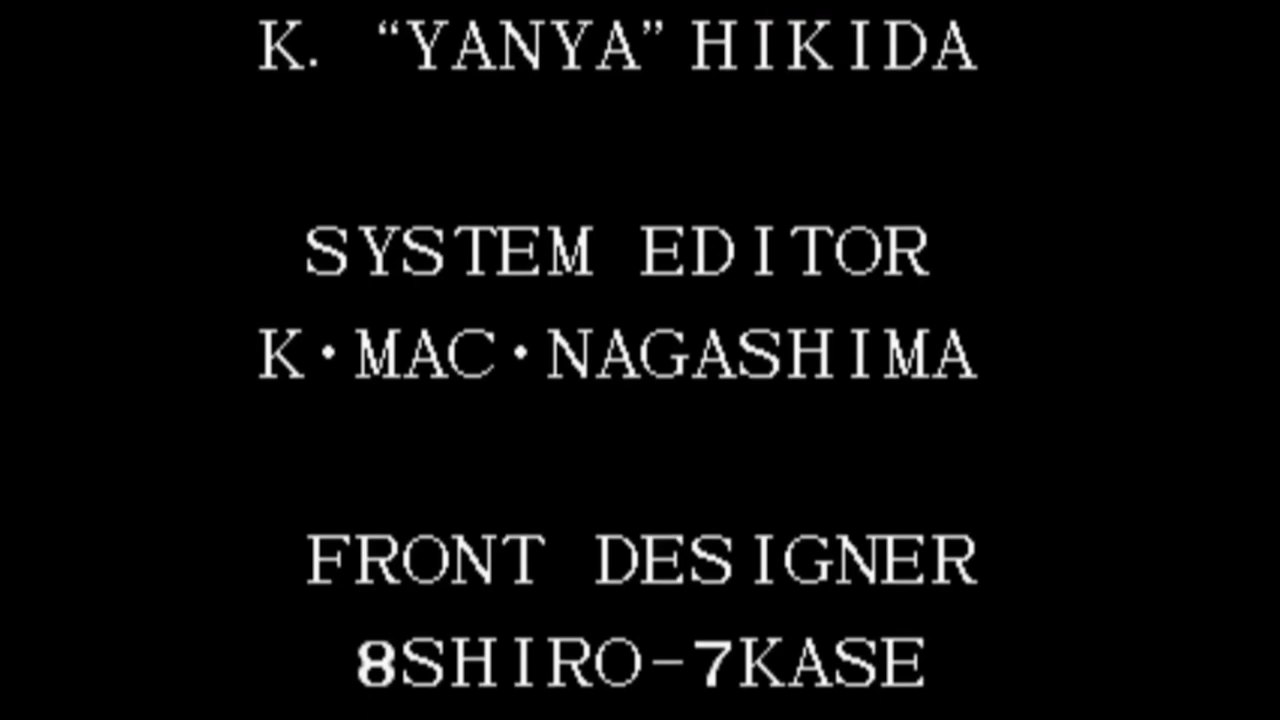 K. “YANYA” HIKIDA
SYSTEM EDITOR
K・MAC・NAGASHIMA
FRONT DESIGNER
8SHIRO-7KASE